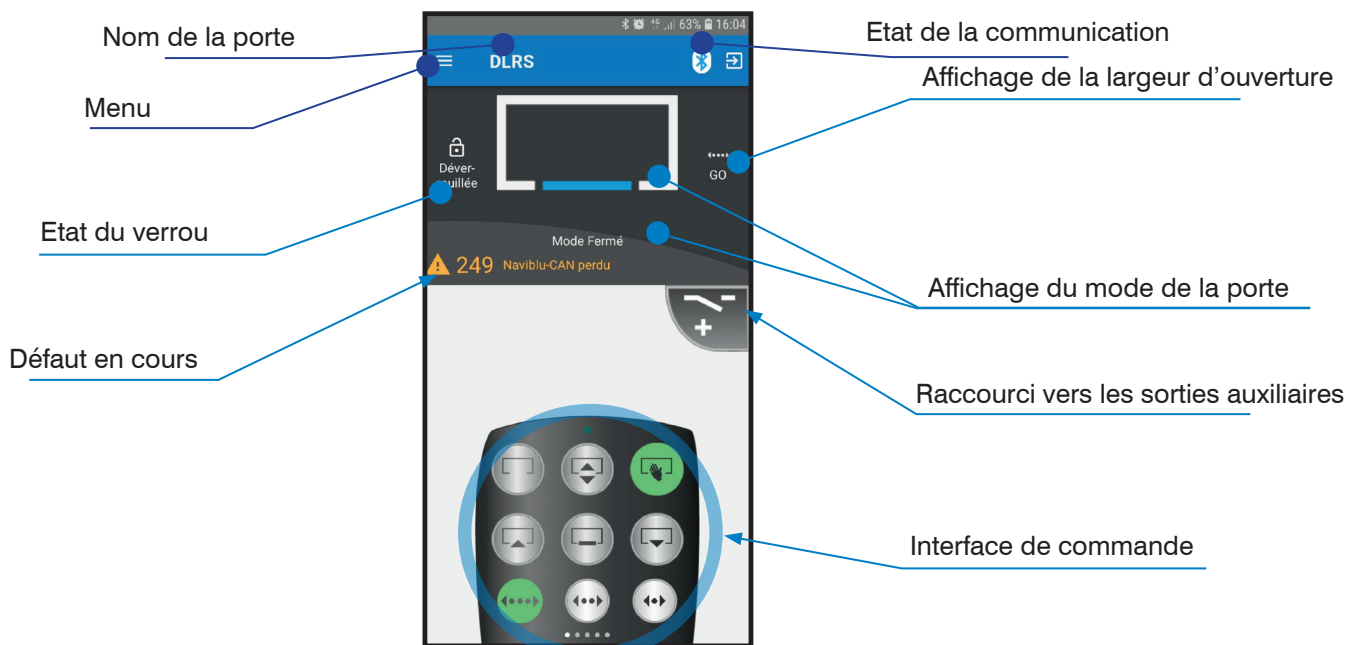 63% 16:04
Nom de la porte
Etat de la communication
DLRS
Affichage de la largeur d’ouverture
Menu
Déver-
rouillée
GO
Etat du verrou
Mode Fermé
249 Naviblu-CAN perdu
Affichage du mode de la porte
Défaut en cours
Raccourci vers les sorties auxiliaires
Interface de commande